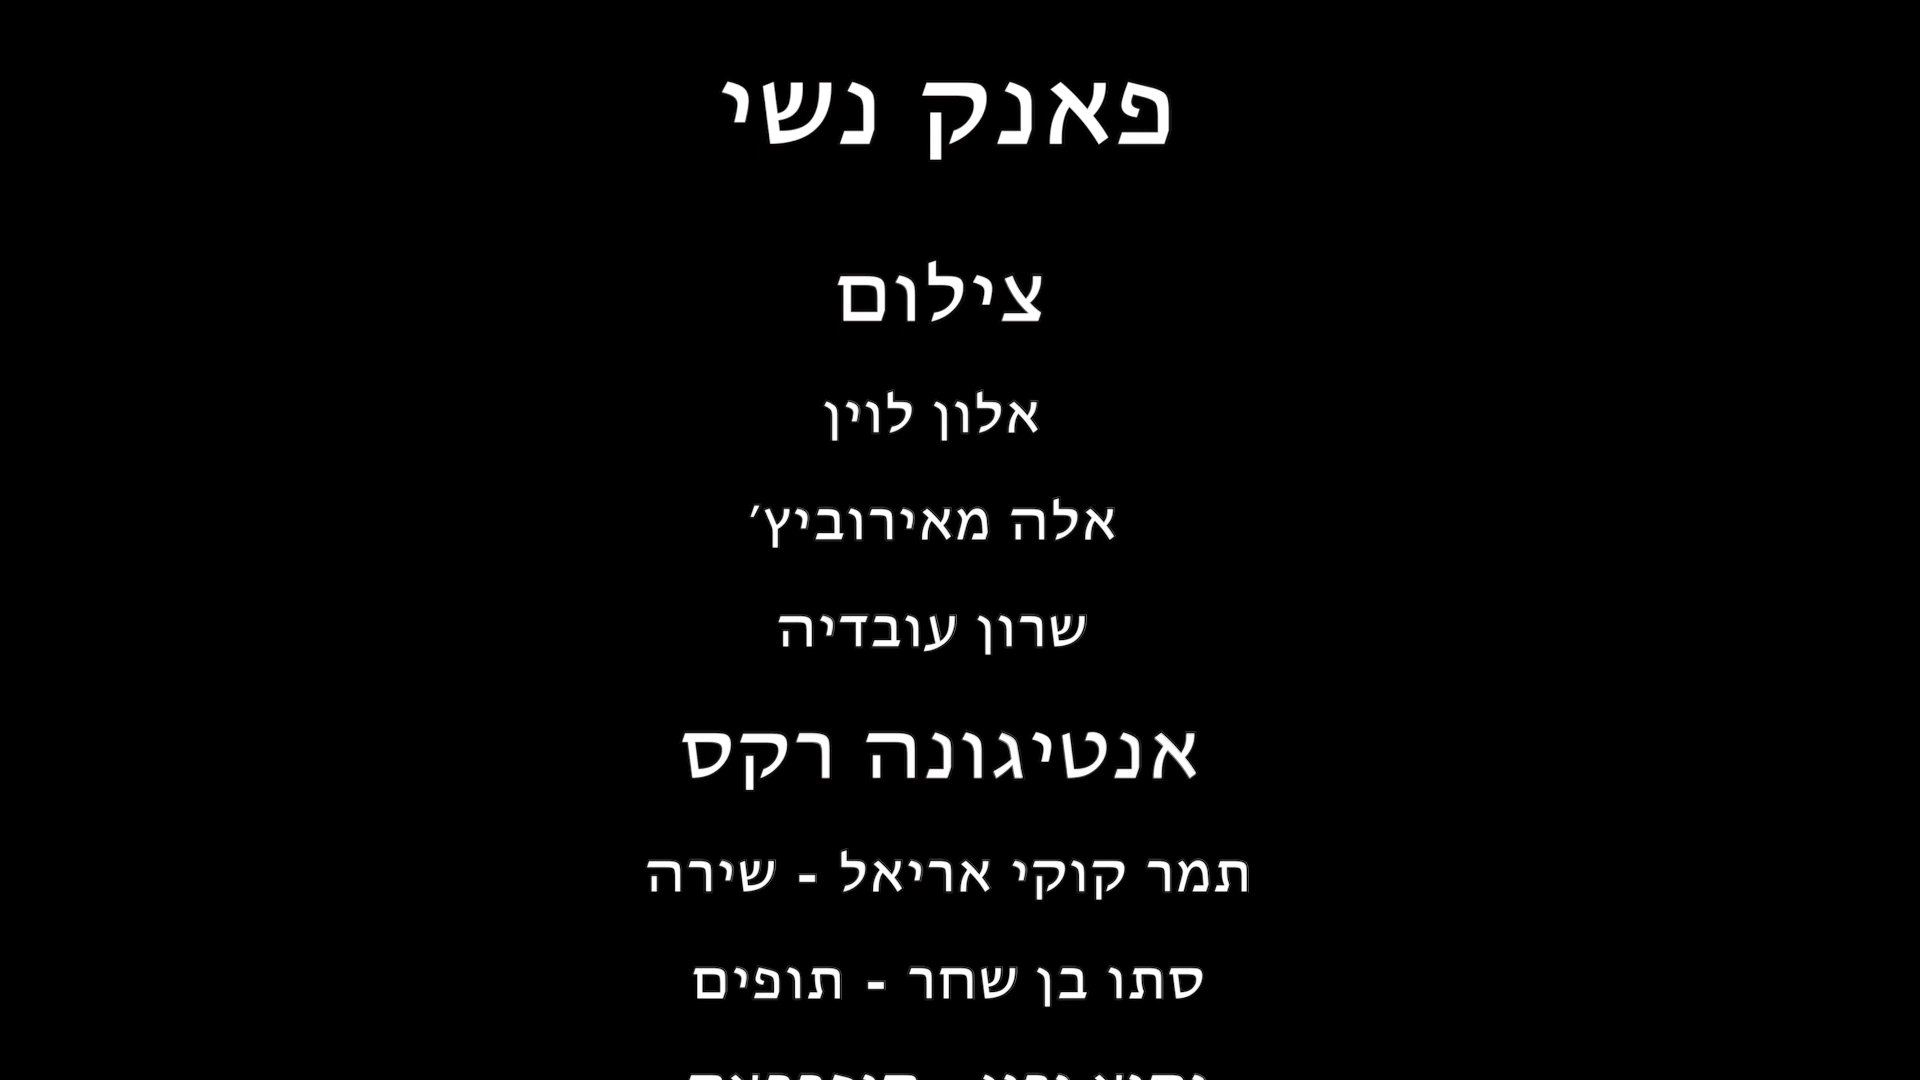 פאנק נשי
צילום
אלון לוין
אלה מאירוביץ׳
שרון עובדיה
אנטיגונה רקס
תמר קוקי אריאל - שירה
סתו בן שחר - תופים